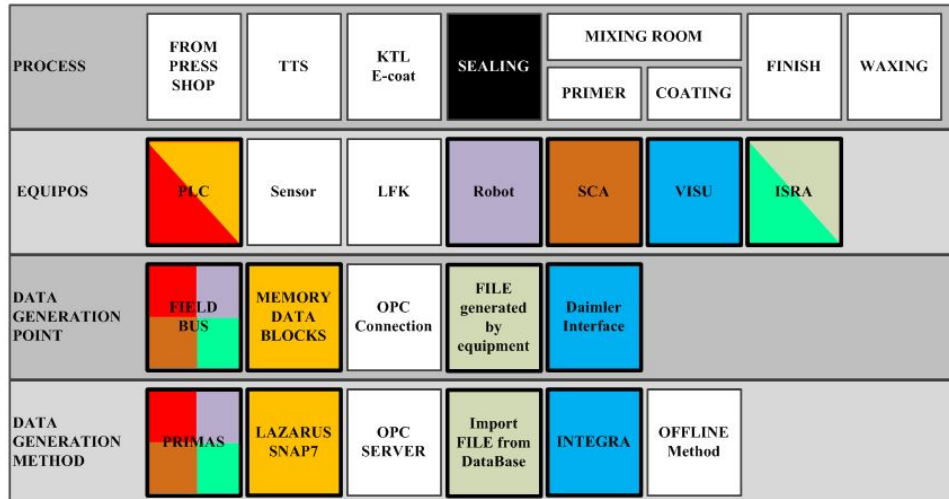 PROCESS
FROM
PRESS
SHOP
TTS
KTL
E-coat
SEALING
MIXING ROOM
PRIMER
COATING
FINISH
WAXING
EQUIPOS
PLC
Sensor
LFK
Robot
SCA
VISU
ISRA
DATA
GENERATION
POINT
FIELD
BUS
MEMORY
DATA
BLOCKS
OPC
Connection
FILE
generated
by
equipment
Daimler
Interface
DATA
GENERATION
METHOD
PRIMAS
LAZARUS
SNAP7
OPC
SERVER
Import
FILE from
DataBase
INTEGRA
OFFLINE
Method